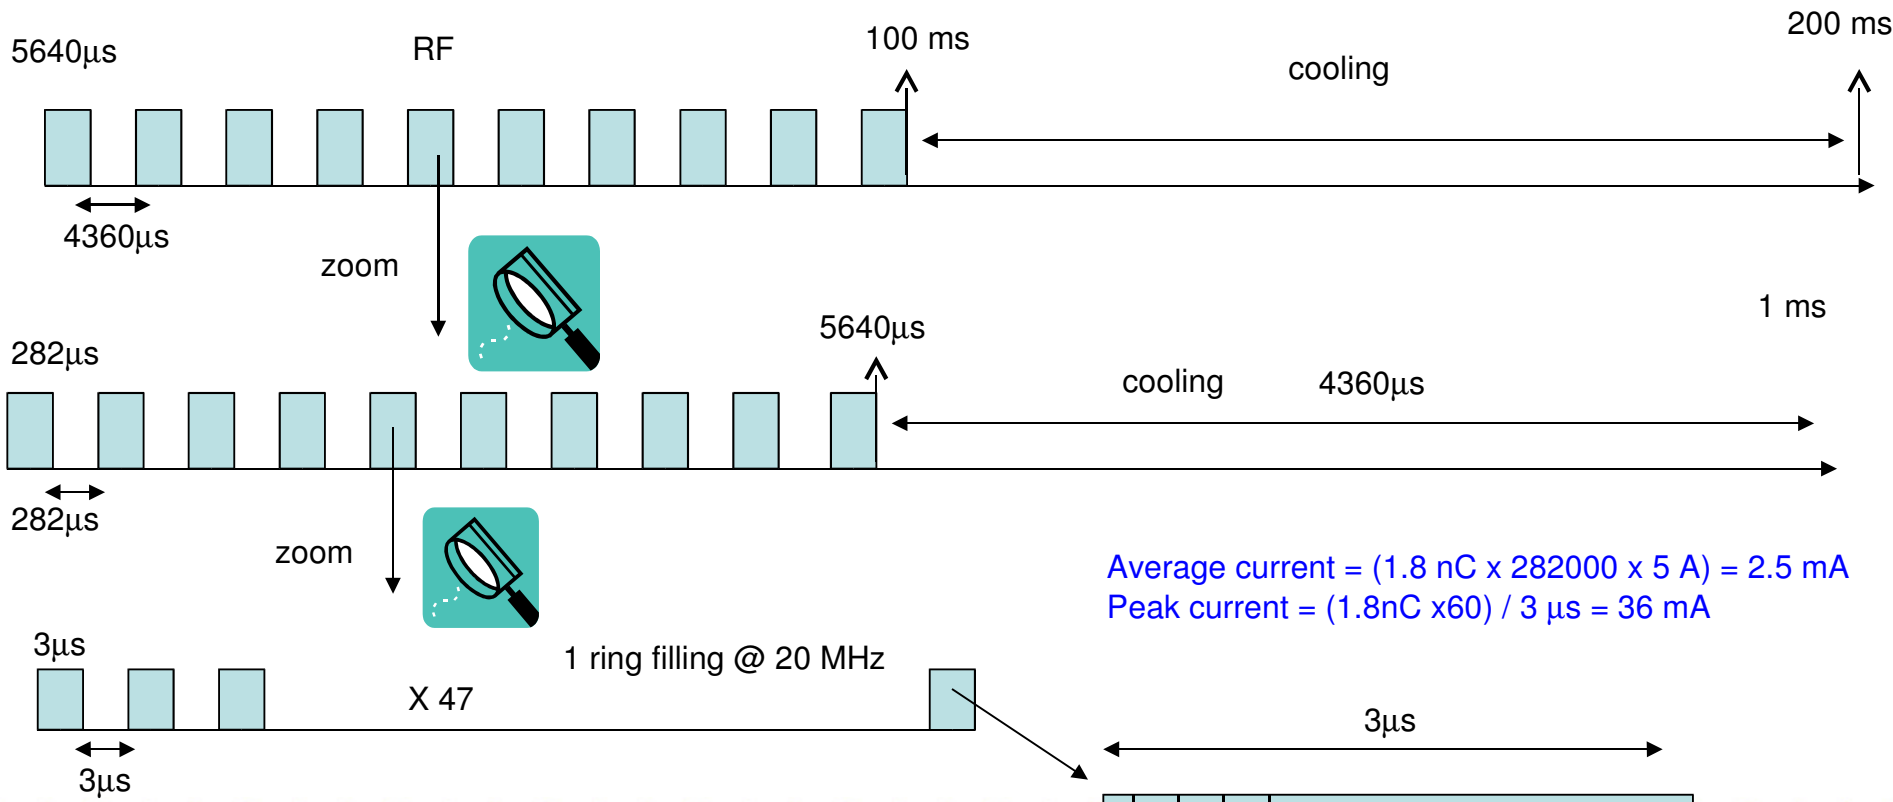 5640μs
RF
100 ms
cooling
200 ms
4360μs
zoom
1 ms
5640μs
282μs
cooling
4360μs
282μs
zoom
Average current = (1.8 nC x 282000 x 5 A) = 2.5 mA
Peak current = (1.8nC x60) / 3 μs = 36 mA
3μs
1 ring filling @ 20 MHz
X 47
3μs
3μs